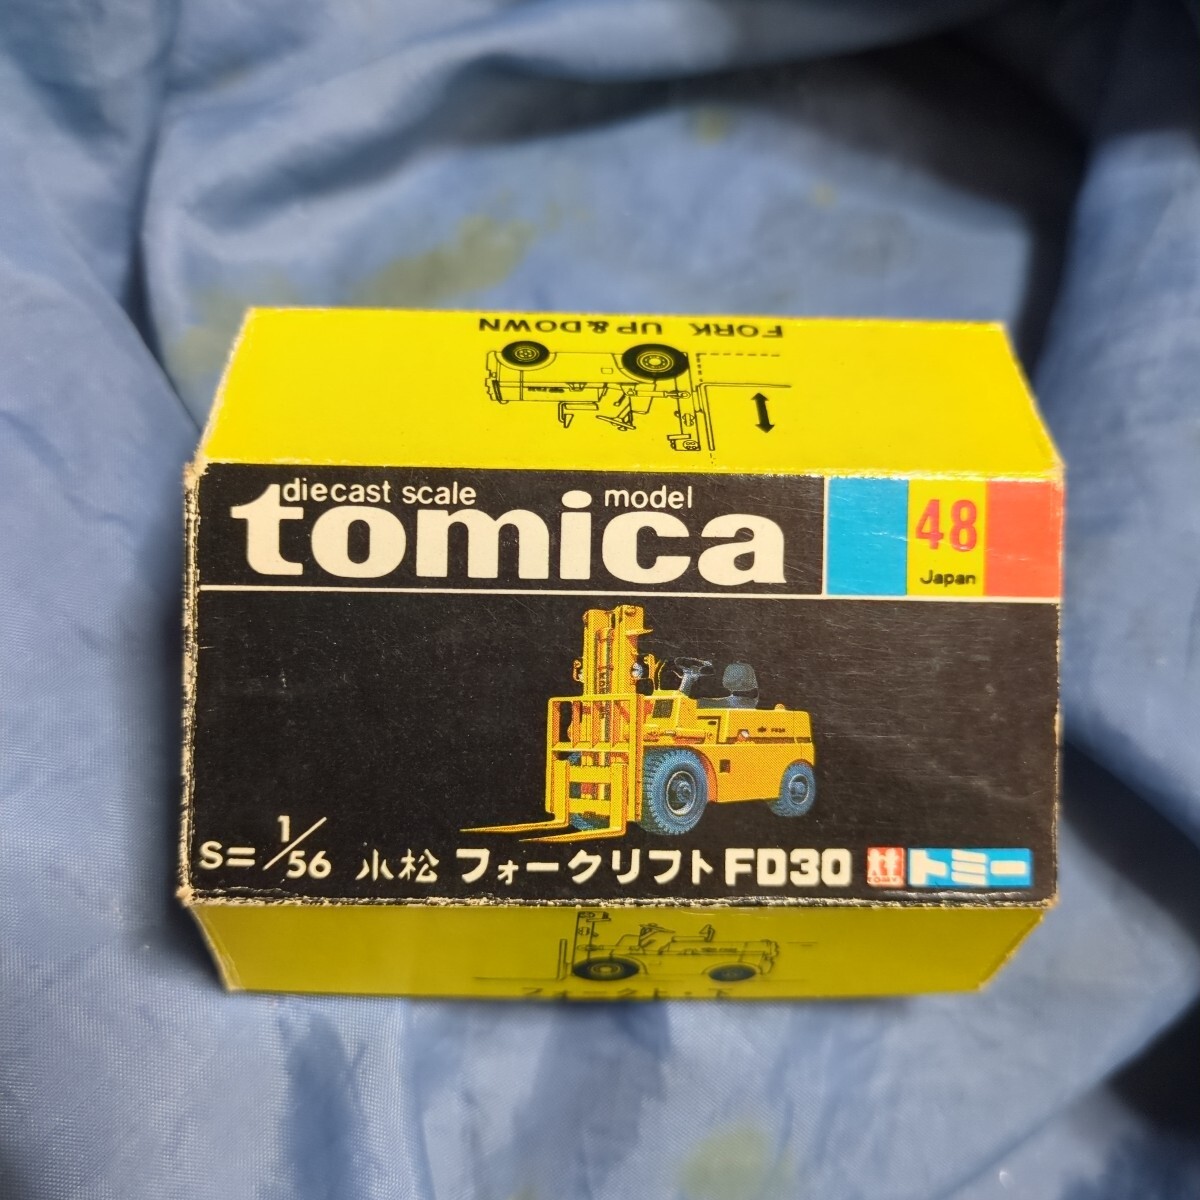 FORK UP & DOWN
diecast scale model
tomica
48
Japan
S=1/56 小松 フォークリフト FD30 トミー